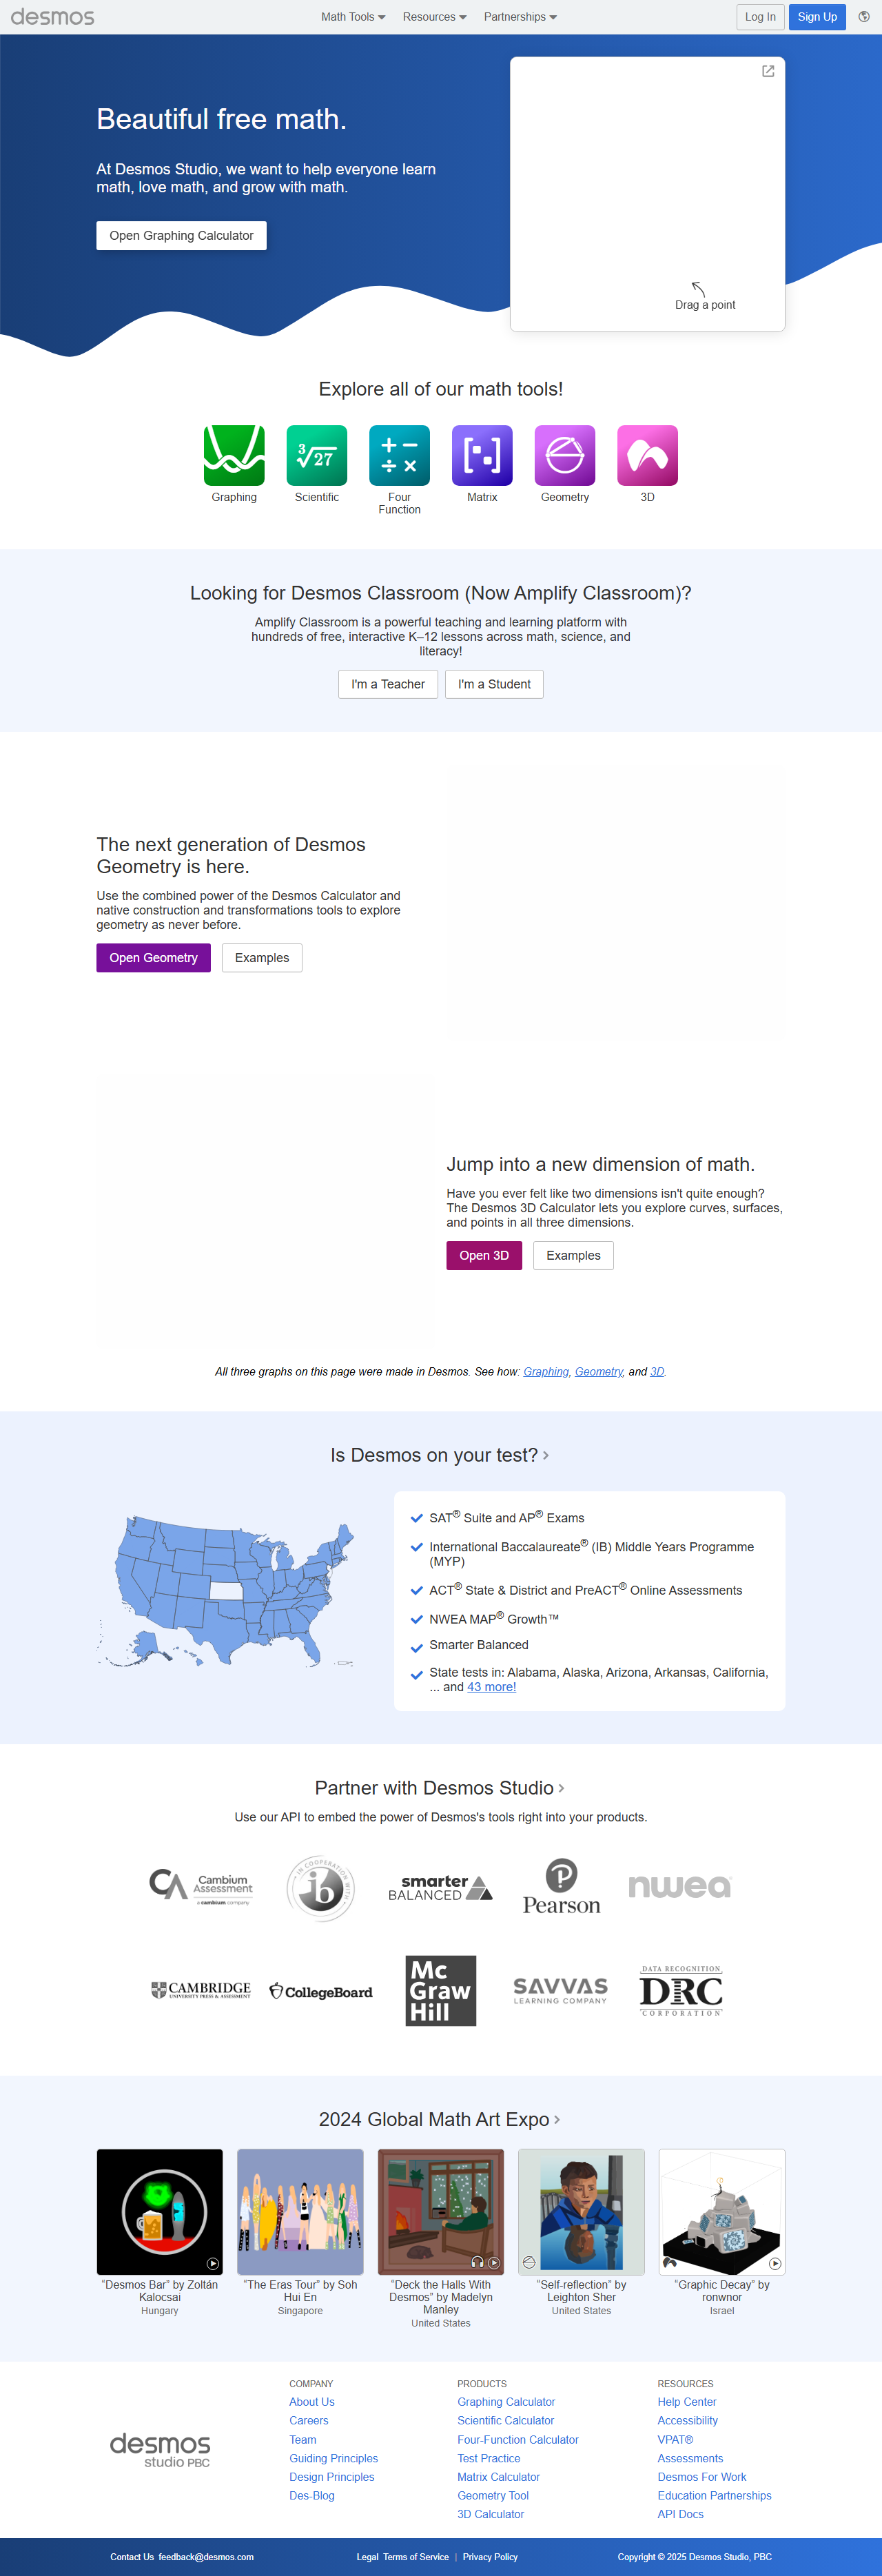 desmos
Math Tools
Resources
Partnerships
Log In
Sign Up
Beautiful free math.
At Desmos Studio, we want to help everyone learn
math, love math, and grow with math.
Open Graphing Calculator
Drag a point
Explore all of our math tools!
3√27
+ − ÷ ×
Graphing
Scientific
Four
Function
Matrix
Geometry
3D
Looking for Desmos Classroom (Now Amplify Classroom)?
Amplify Classroom is a powerful teaching and learning platform with
hundreds of free, interactive K–12 lessons across math, science, and
literacy!
I'm a Teacher
I'm a Student
The next generation of Desmos
Geometry is here.
Use the combined power of the Desmos Calculator and
native construction and transformations tools to explore
geometry as never before.
Open Geometry
Examples
Jump into a new dimension of math.
Have you ever felt like two dimensions isn't quite enough?
The Desmos 3D Calculator lets you explore curves, surfaces,
and points in all three dimensions.
Open 3D
Examples
All three graphs on this page were made in Desmos. See how: Graphing, Geometry, and 3D.
Is Desmos on your test?
SAT® Suite and AP® Exams
International Baccalaureate® (IB) Middle Years Programme
(MYP)
ACT® State & District and PreACT® Online Assessments
NWEA MAP® Growth™
Smarter Balanced
State tests in: Alabama, Alaska, Arizona, Arkansas, California,
... and 43 more!
Partner with Desmos Studio
Use our API to embed the power of Desmos's tools right into your products.
CA Cambium
Assessment
a cambium company
IN COOPERATION WITH
ib
smarter
BALANCED
P
Pearson
nwea
CAMBRIDGE
UNIVERSITY PRESS & ASSESSMENT
CollegeBoard
Mc
Graw
Hill
SAVVAS
LEARNING COMPANY
DATA RECOGNITION
DRC
CORPORATION
2024 Global Math Art Expo
“Desmos Bar” by Zoltán
Kalocsai
Hungary
“The Eras Tour” by Soh
Hui En
Singapore
“Deck the Halls With
Desmos” by Madelyn
Manley
United States
“Self-reflection” by
Leighton Sher
United States
“Graphic Decay” by
ronwnor
Israel
desmos
studio PBC
COMPANY
About Us
Careers
Team
Guiding Principles
Design Principles
Des-Blog
PRODUCTS
Graphing Calculator
Scientific Calculator
Four-Function Calculator
Test Practice
Matrix Calculator
Geometry Tool
3D Calculator
RESOURCES
Help Center
Accessibility
VPAT®
Assessments
Desmos For Work
Education Partnerships
API Docs
Contact Us feedback@desmos.com
Legal Terms of Service | Privacy Policy
Copyright © 2025 Desmos Studio, PBC